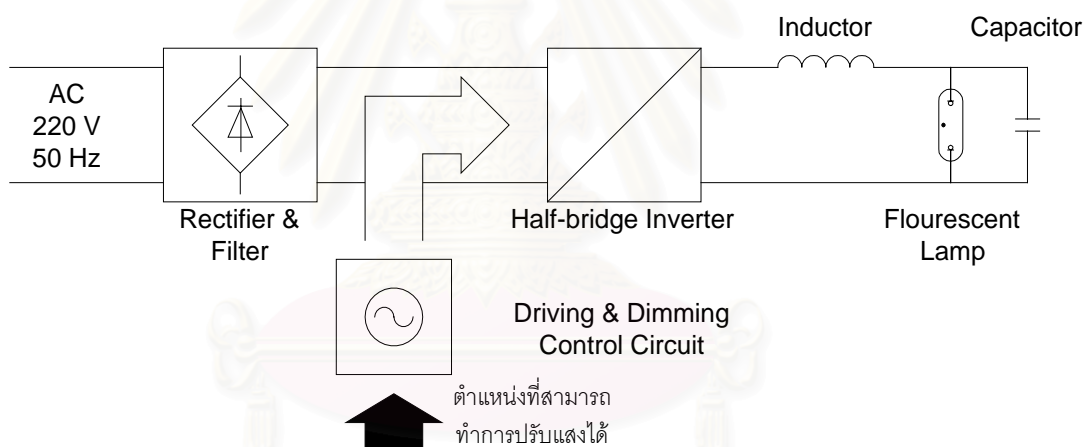 Inductor
Capacitor
AC
220 V
50 Hz
Rectifier &
Filter
Half-bridge Inverter
Flourescent
Lamp
Driving & Dimming
Control Circuit
ตำแหน่งที่สามารถ
ทำการปรับแสงได้